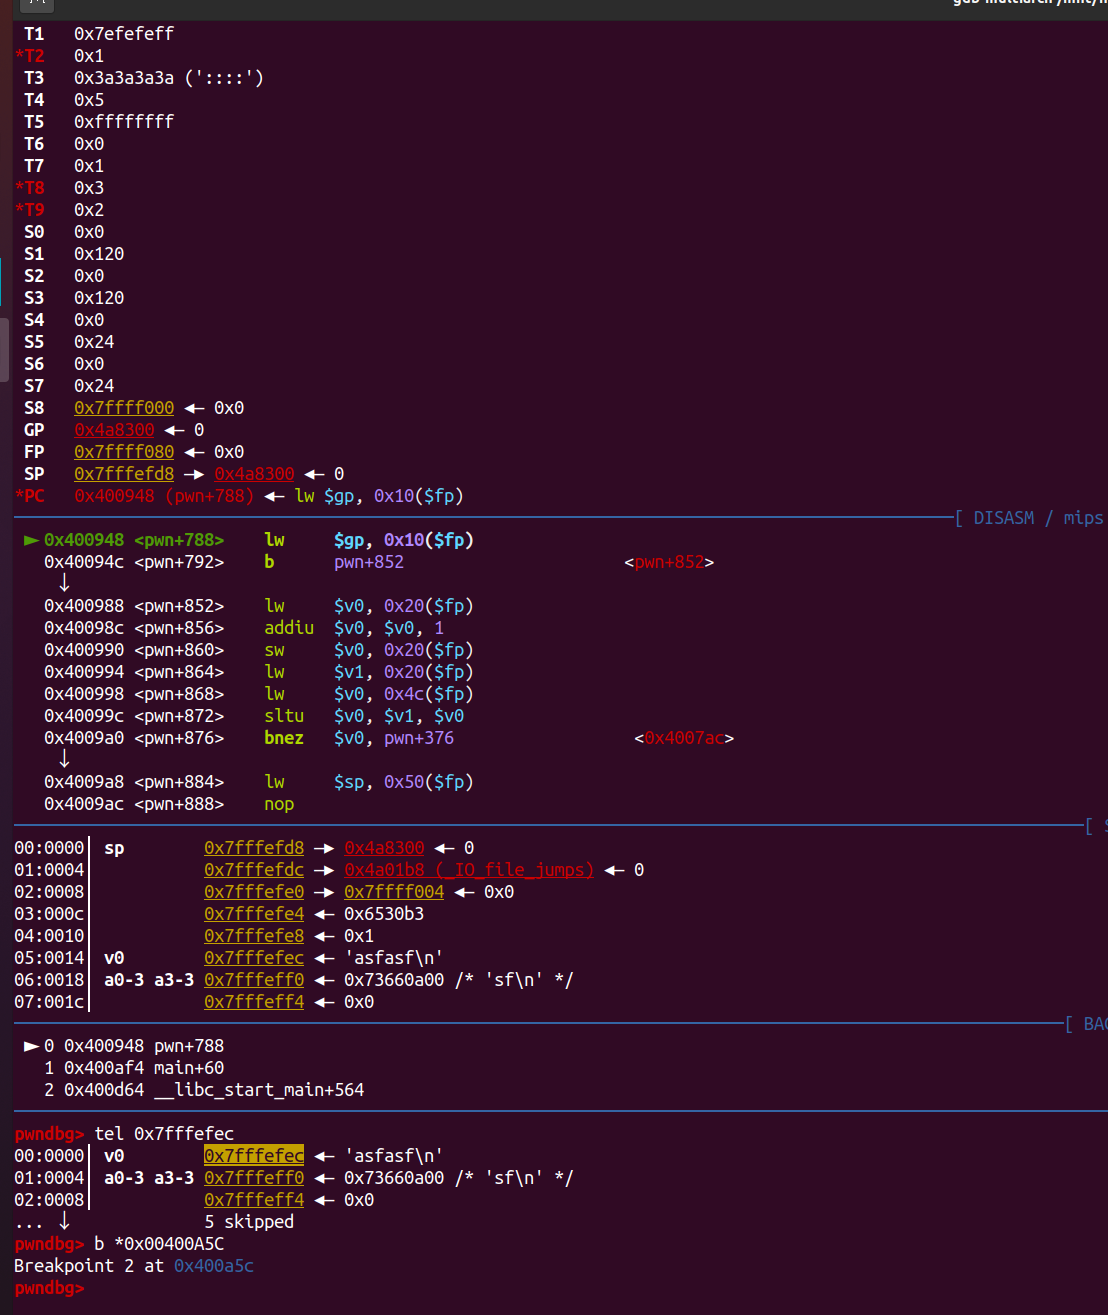 T1 0x7efefeff
*T2 0x1
T3 0x3a3a3a3a ('::::')
T4 0x5
T5 0xffffffff
T6 0x0
T7 0x1
*T8 0x3
*T9 0x2
S0 0x0
S1 0x120
S2 0x0
S3 0x120
S4 0x0
S5 0x24
S6 0x0
S7 0x24
S8 0x7ffff000 ◂— 0x0
GP 0x4a8300 ◂— 0
FP 0x7ffff080 ◂— 0x0
SP 0x7fffefd8 —▸ 0x4a8300 ◂— 0
*PC 0x400948 (pwn+788) ◂— lw $gp, 0x10($fp)
[ DISASM / mips
► 0x400948 <pwn+788> lw $gp, 0x10($fp)
0x40094c <pwn+792> b pwn+852 <pwn+852>
↓
0x400988 <pwn+852> lw $v0, 0x20($fp)
0x40098c <pwn+856> addiu $v0, $v0, 1
0x400990 <pwn+860> sw $v0, 0x20($fp)
0x400994 <pwn+864> lw $v1, 0x20($fp)
0x400998 <pwn+868> lw $v0, 0x4c($fp)
0x40099c <pwn+872> sltu $v0, $v1, $v0
0x4009a0 <pwn+876> bnez $v0, pwn+376 <0x4007ac>
↓
0x4009a8 <pwn+884> lw $sp, 0x50($fp)
0x4009ac <pwn+888> nop
[
00:0000│ sp 0x7fffefd8 —▸ 0x4a8300 ◂— 0
01:0004│ 0x7fffefdc —▸ 0x4a01b8 (_IO_file_jumps) ◂— 0
02:0008│ 0x7fffefe0 —▸ 0x7ffff004 ◂— 0x0
03:000c│ 0x7fffefe4 ◂— 0x6530b3
04:0010│ 0x7fffefe8 ◂— 0x1
05:0014│ v0 0x7fffefec ◂— 'asfasf\n'
06:0018│ a0-3 a3-3 0x7fffeff0 ◂— 0x73660a00 /* 'sf\n' */
07:001c│ 0x7fffeff4 ◂— 0x0
[ BAC
► 0 0x400948 pwn+788
1 0x400af4 main+60
2 0x400d64 __libc_start_main+564
pwndbg> tel 0x7fffefec
00:0000│ v0 0x7fffefec ◂— 'asfasf\n'
01:0004│ a0-3 a3-3 0x7fffeff0 ◂— 0x73660a00 /* 'sf\n' */
02:0008│ 0x7fffeff4 ◂— 0x0
... ↓ 5 skipped
pwndbg> b *0x00400A5C
Breakpoint 2 at 0x400a5c
pwndbg>